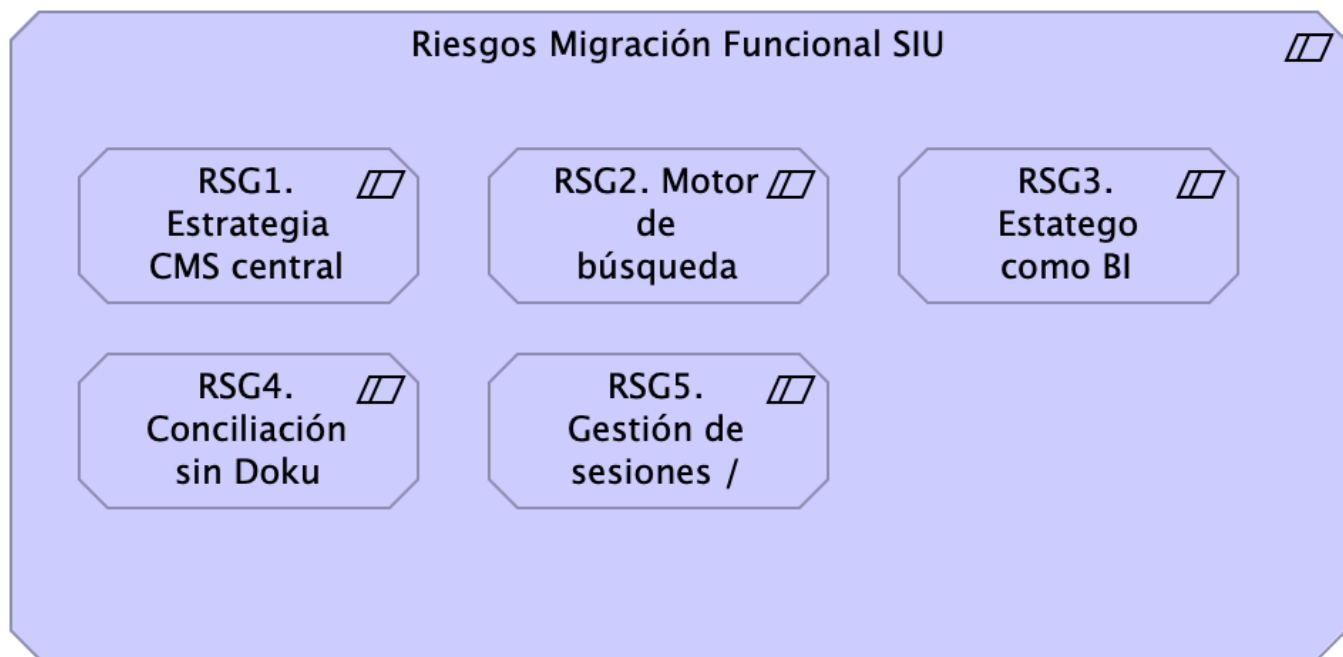 Riesgos Migración Funcional SIU
RSG1.
Estrategia
CMS central
RSG2. Motor
de
búsqueda
RSG3.
Estatego
como BI
RSG4.
Conciliación
sin Doku
RSG5.
Gestión de
sesiones /